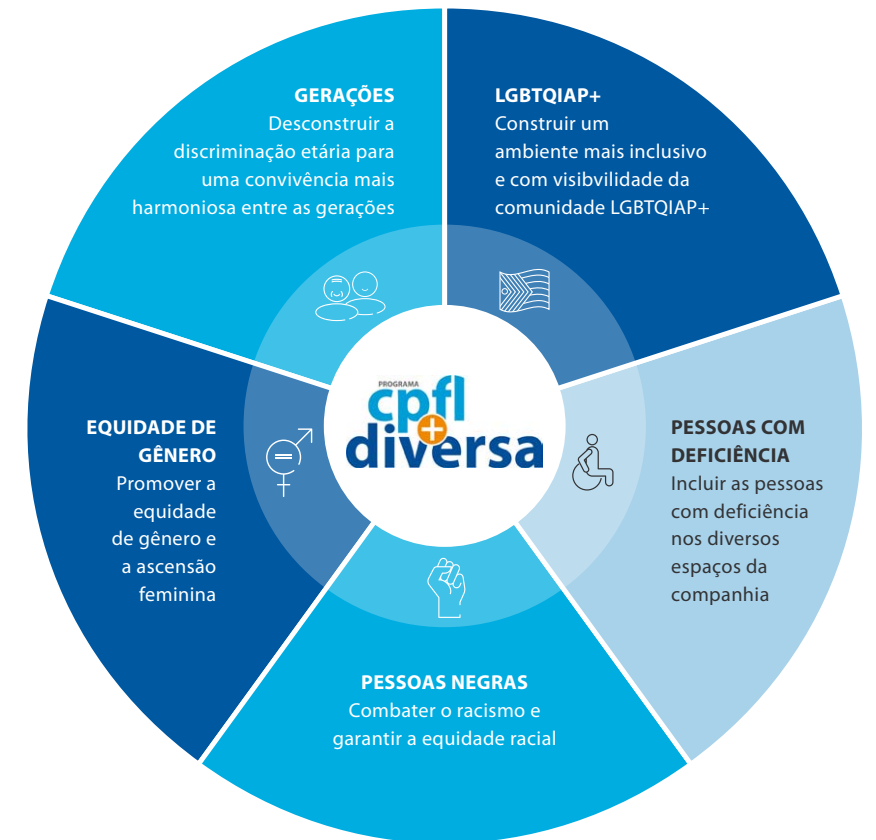 GERAÇÕES
Desconstruir a
discriminação etária para
uma convivência mais
harmoniosa entre as gerações
LGBTQIAP+
Construir um
ambiente mais inclusivo
e com visibvilidade da
comunidade LGBTQIAP+
EQUIDADE DE
GÊNERO
Promover a
equidade
de gênero e
a ascensão
feminina
PROGRAMA
cpfl
+
diversa
PESSOAS COM
DEFICIÊNCIA
Incluir as pessoas
com deficiência
nos diversos
espaços da
companhia
PESSOAS NEGRAS
Combater o racismo e
garantir a equidade racial